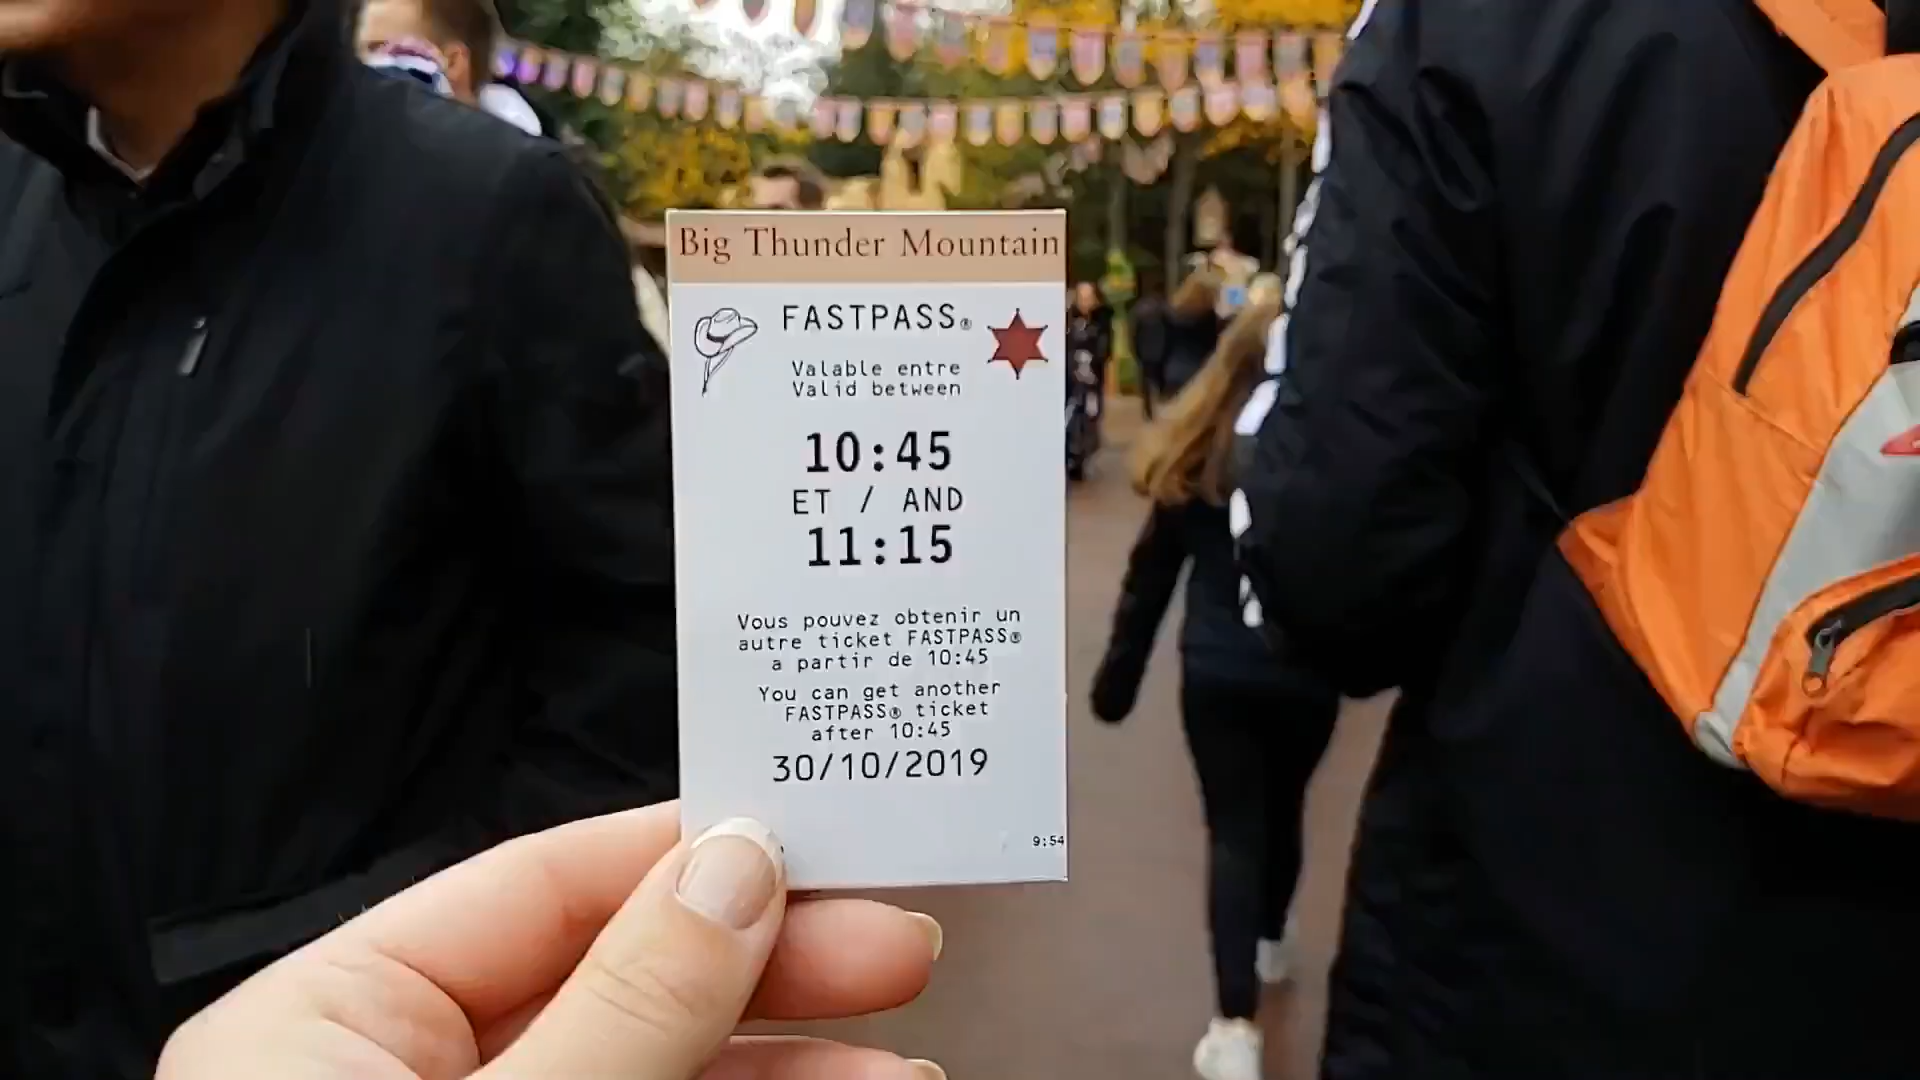 Big Thunder Mountain
FASTPASS®
Valable entre
Valid between
10:45
ET / AND
11:15
Vous pouvez obtenir un
autre ticket FASTPASS®
a partir de 10:45
You can get another
FASTPASS® ticket
after 10:45
30/10/2019
9:54